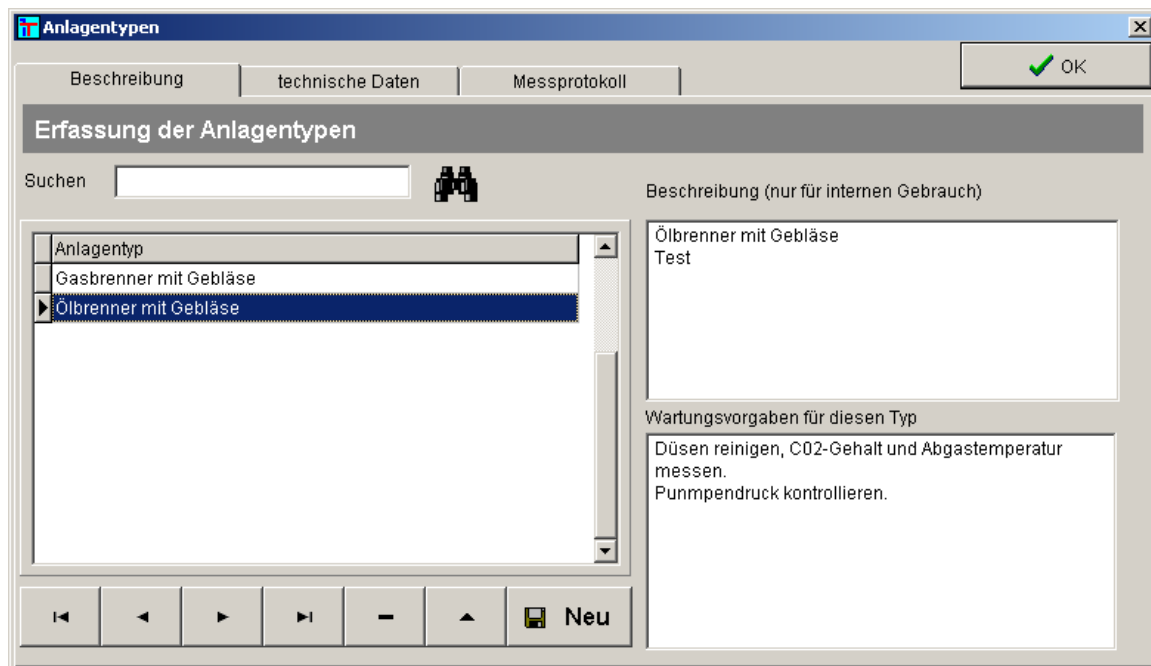 Anlagentypen
Beschreibung
technische Daten
Messprotokoll
OK
Erfassung der Anlagentypen
Suchen
Anlagentyp
Gasbrenner mit Gebläse
Ölbrenner mit Gebläse
Neu
Beschreibung (nur für internen Gebrauch)
Ölbrenner mit Gebläse
Test
Wartungsvorgaben für diesen Typ
Düsen reinigen, C02-Gehalt und Abgastemperatur
messen.
Punmpendruck kontrollieren.